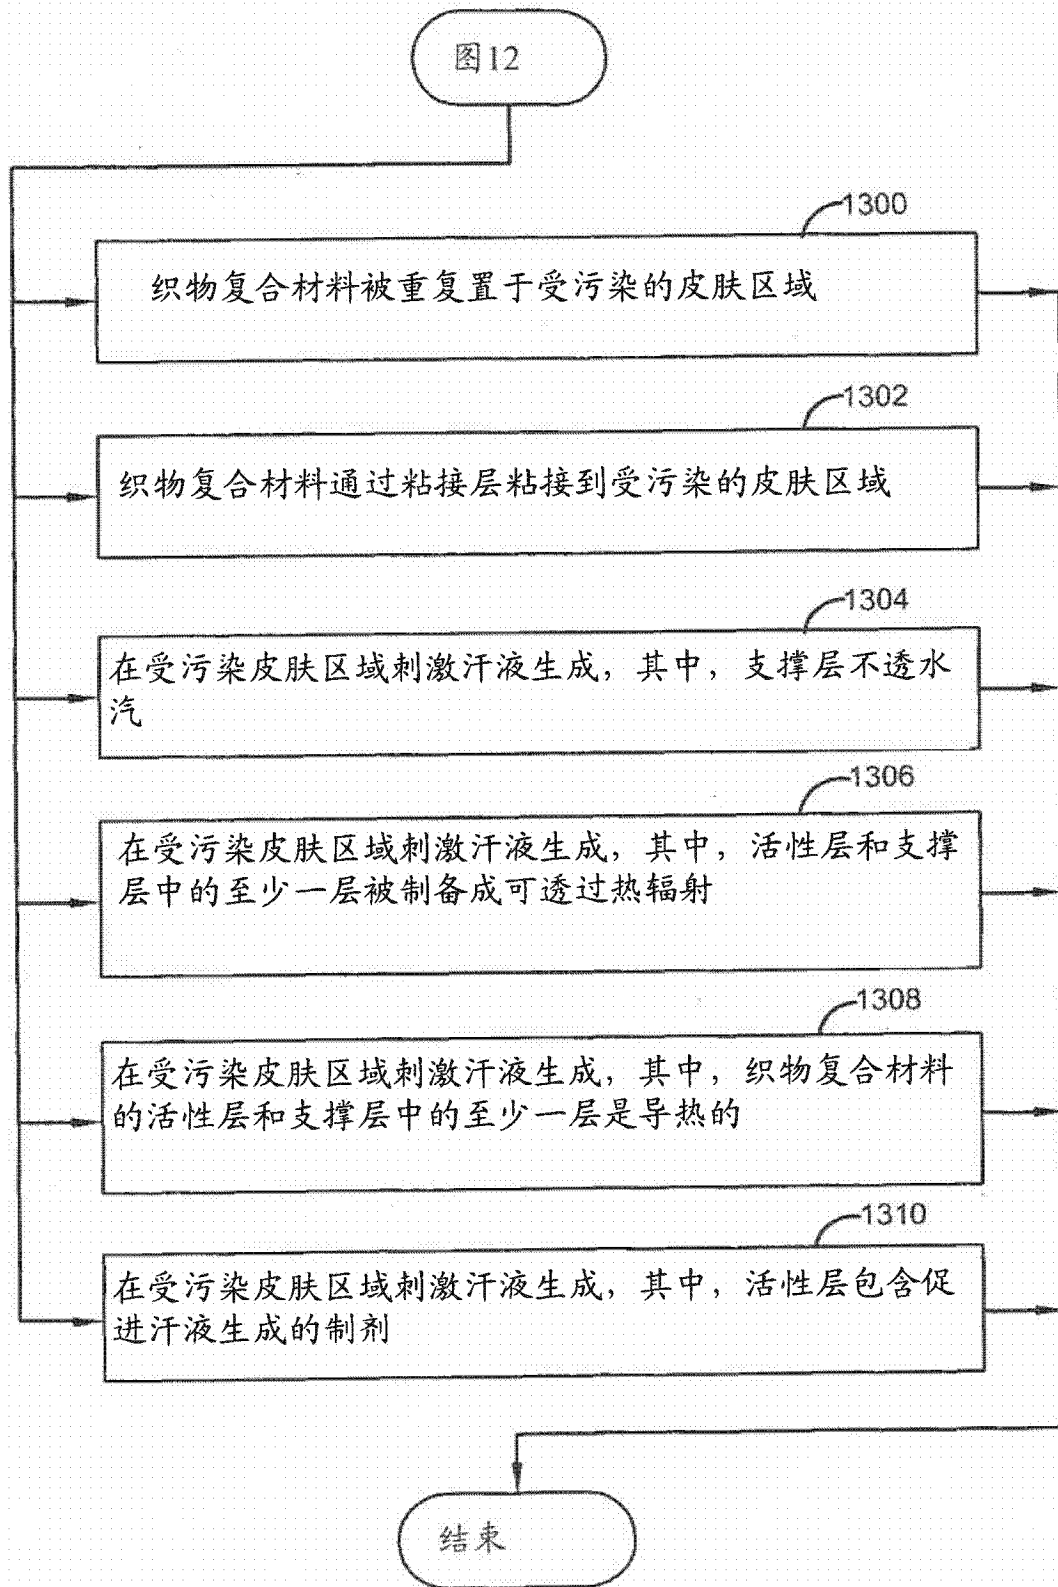 图12
1300
织物复合材料被重复置于受污染的皮肤区域
1302
织物复合材料通过粘接层粘接到受污染的皮肤区域
1304
在受污染皮肤区域刺激汗液生成，其中，支撑层不透水
汽
1306
在受污染皮肤区域刺激汗液生成，其中，活性层和支撑
层中的至少一层被制备成可透过热辐射
1308
在受污染皮肤区域刺激汗液生成，其中，织物复合材料
的活性层和支撑层中的至少一层是导热的
1310
在受污染皮肤区域刺激汗液生成，其中，活性层包含促
进汗液生成的制剂
结束